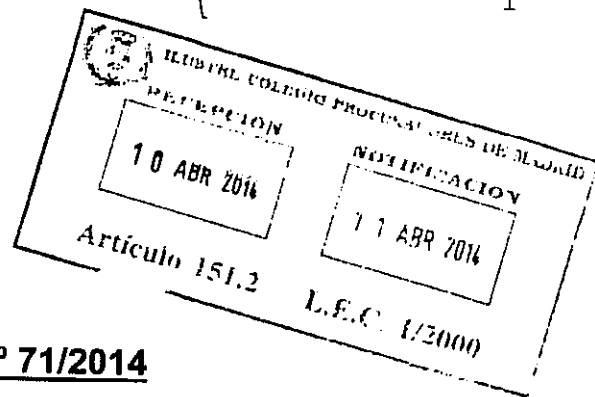 ILUSTRE COLEGIO PROCURADORES DE MADRID
RECEPCION
NOTIFICACION
10 ABR 2014
11 ABR 2014
Artículo 151.2 L.E.C. 1/2000
º 71/2014